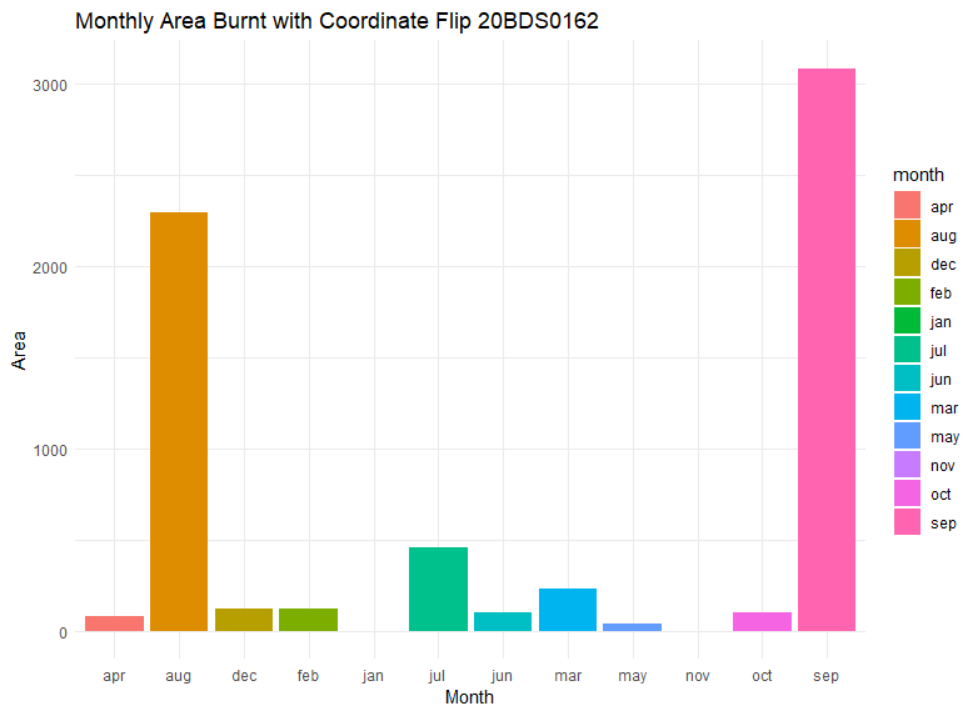 Monthly Area Burnt with Coordinate Flip 20BDS0162
3000
2000
1000
0
Area
apr aug dec feb jan jul jun mar may nov oct sep
Month
month
apr
aug
dec
feb
jan
jul
jun
mar
may
nov
oct
sep